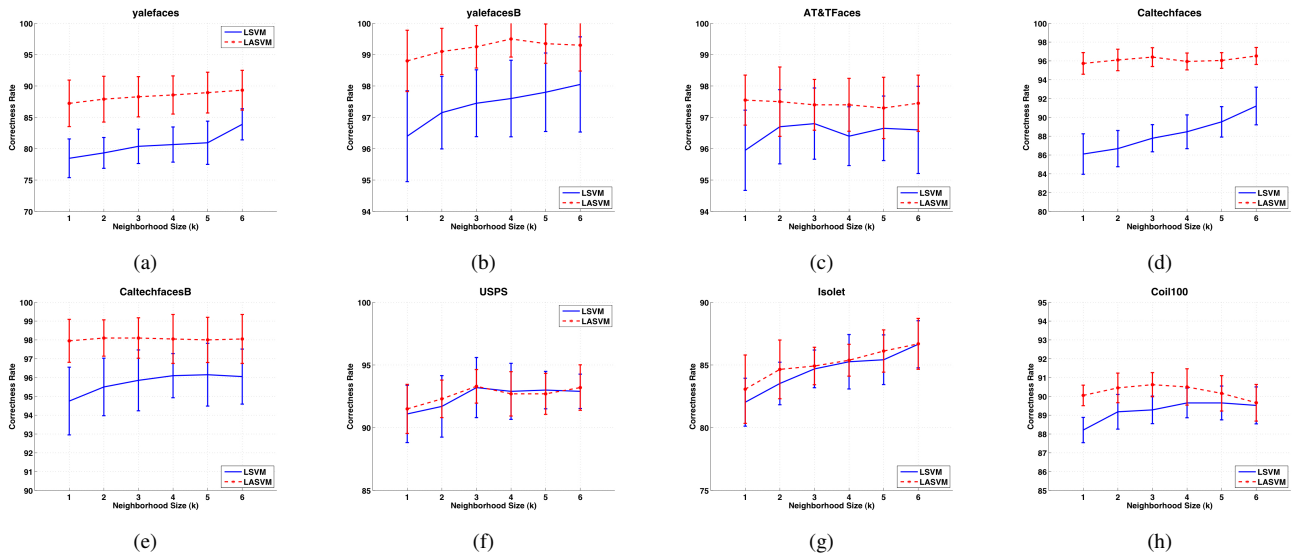 yalefaces
100
95
90
85
80
75
70
Correctness Rate
LSVM
LASVM
1 2 3 4 5 6
Neighborhood Size (k)
(a)
yalefacesB
100
99
98
97
96
95
94
Correctness Rate
LSVM
LASVM
1 2 3 4 5 6
Neighborhood Size (k)
(b)
AT&TFaces
100
99
98
97
96
95
94
Correctness Rate
LSVM
LASVM
1 2 3 4 5 6
Neighborhood Size (k)
(c)
Caltechfaces
100
98
96
94
92
90
88
86
84
82
80
Correctness Rate
LSVM
LASVM
1 2 3 4 5 6
Neighborhood Size (k)
(d)
CaltechfacesB
100
99
98
97
96
95
94
93
92
91
90
Correctness Rate
LSVM
LASVM
1 2 3 4 5 6
Neighborhood Size (k)
(e)
USPS
100
95
90
85
Correctness Rate
LSVM
LASVM
1 2 3 4 5 6
Neighborhood Size (k)
(f)
Isolet
90
85
80
75
Correctness Rate
LSVM
LASVM
1 2 3 4 5 6
Neighborhood Size (k)
(g)
Coil100
95
94
93
92
91
90
89
88
87
86
85
Correctness Rate
LSVM
LASVM
1 2 3 4 5 6
Neighborhood Size (k)
(h)